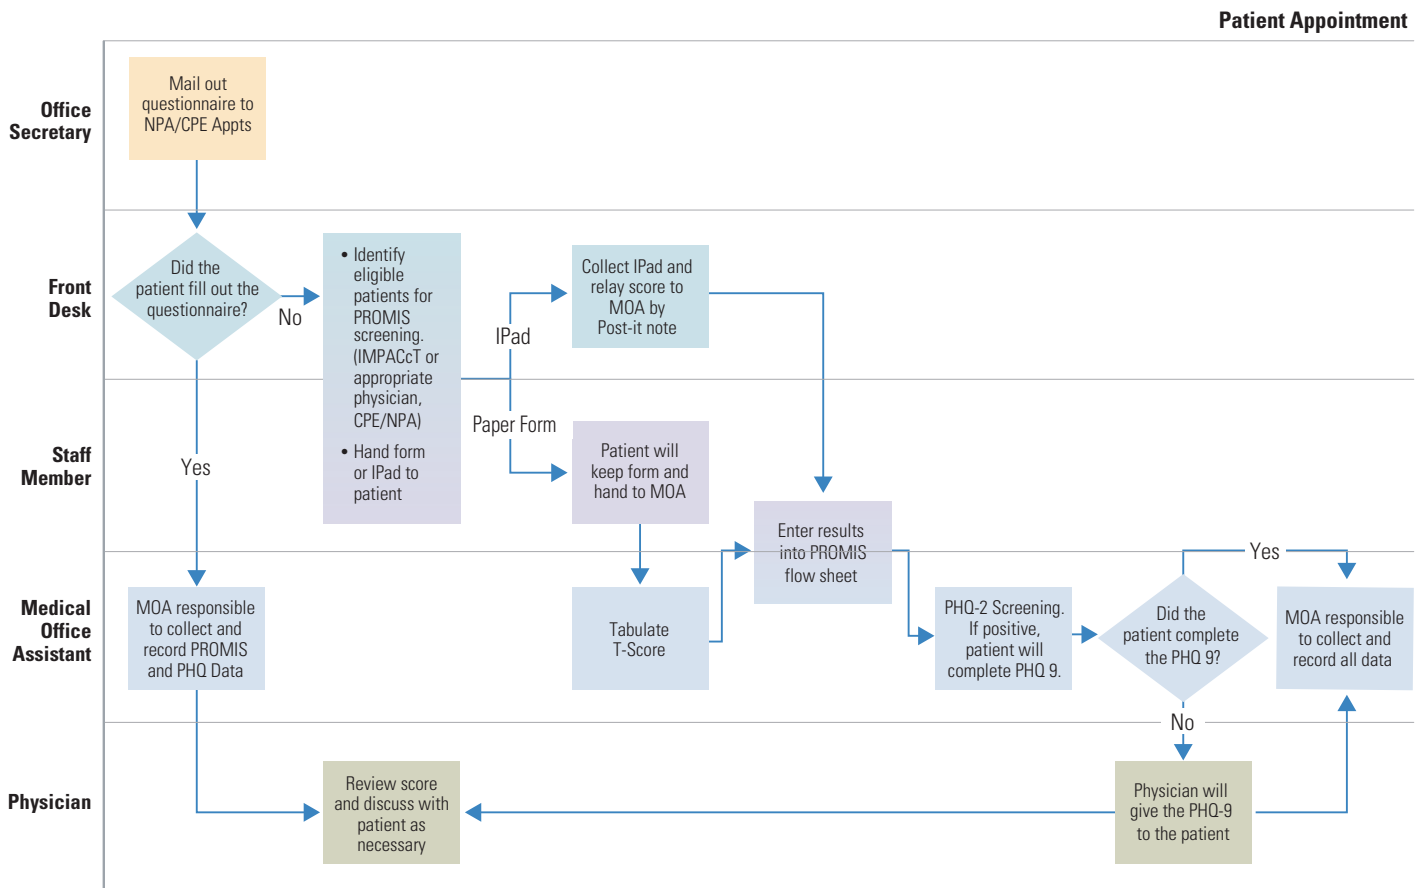 Patient Appointment
Office
Secretary
Mail out
questionnaire to
NPA/CPE Appts
Front
Desk
Did the
patient fill out the
questionnaire?
No
• Identify
eligible
patients for
PROMIS
screening.
(IMPACcT or
appropriate
physician,
CPE/NPA)
• Hand form
or IPad to
patient
IPad
Collect IPad and
relay score to
MOA by
Post-it note
Staff
Member
Yes
Paper Form
Patient will
keep form and
hand to MOA
Enter results
into PROMIS
flow sheet
Medical
Office
Assistant
MOA responsible
to collect and
record PROMIS
and PHQ Data
Tabulate
T-Score
PHQ-2 Screening.
If positive,
patient will
complete PHQ 9.
Did the
patient complete
the PHQ 9?
Yes
MOA responsible
to collect and
record all data
No
Physician
Review score
and discuss with
patient as
necessary
Physician will
give the PHQ-9
to the patient